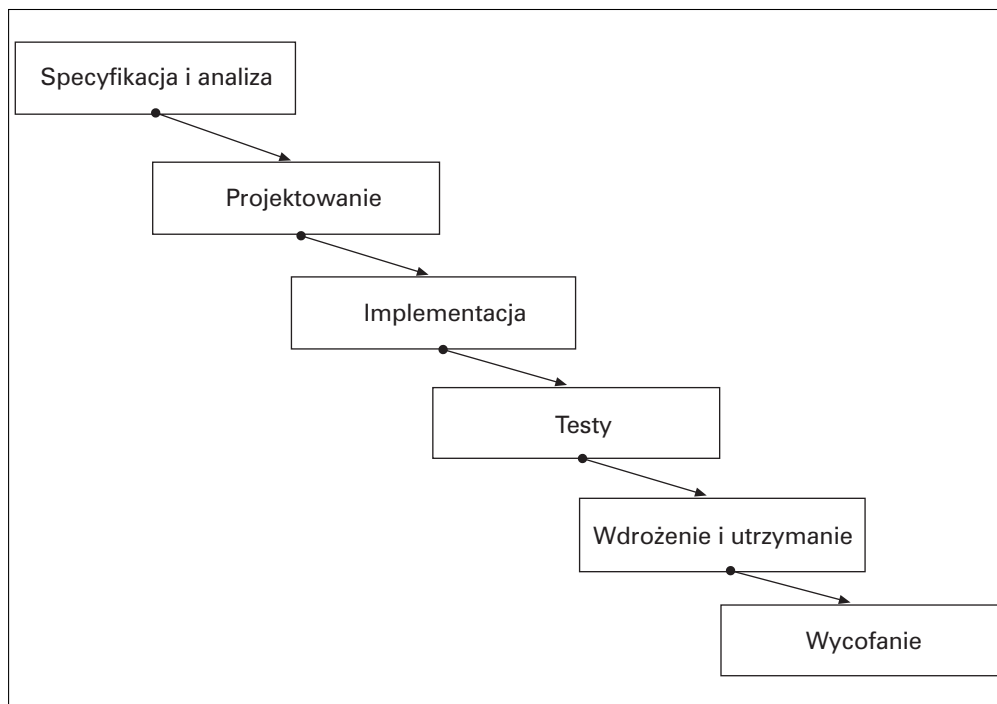 Specyfikacja i analiza
Projektowanie
Implementacja
Testy
Wdrożenie i utrzymanie
Wycofanie